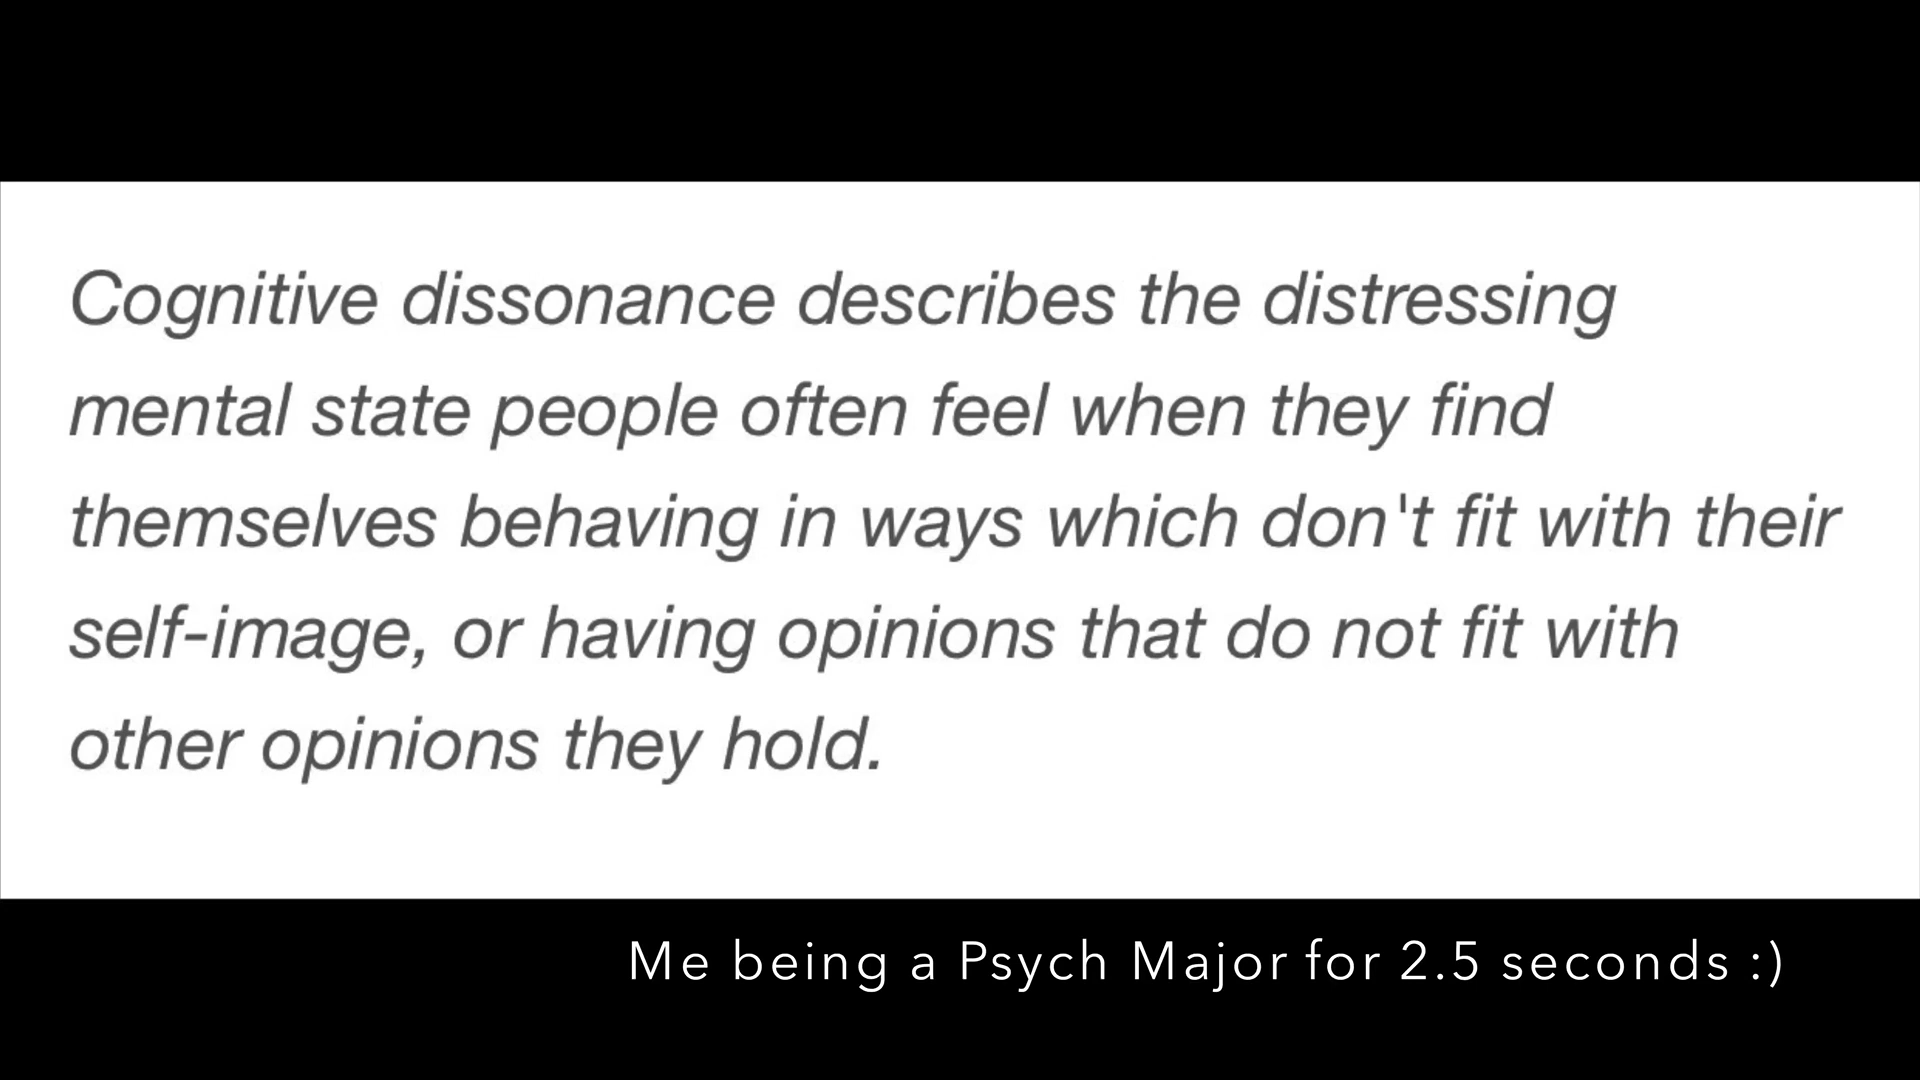 Cognitive dissonance describes the distressing
mental state people often feel when they find
themselves behaving in ways which don't fit with their
self-image, or having opinions that do not fit with
other opinions they hold.
Me being a Psych Major for 2.5 seconds :)